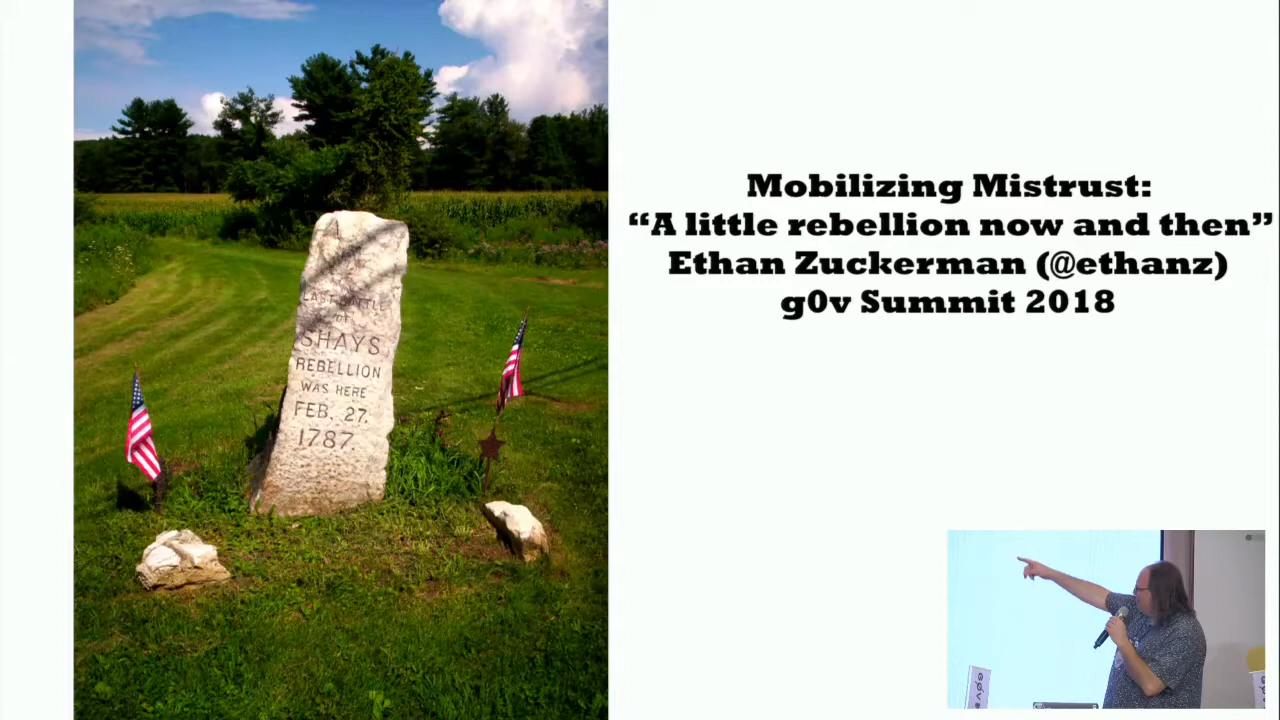 LAST BATTLE
of
SHAYS
REBELLION
WAS HERE
FEB. 27.
1787.
Mobilizing Mistrust:
“A little rebellion now and then”
Ethan Zuckerman (@ethanz)
g0v Summit 2018